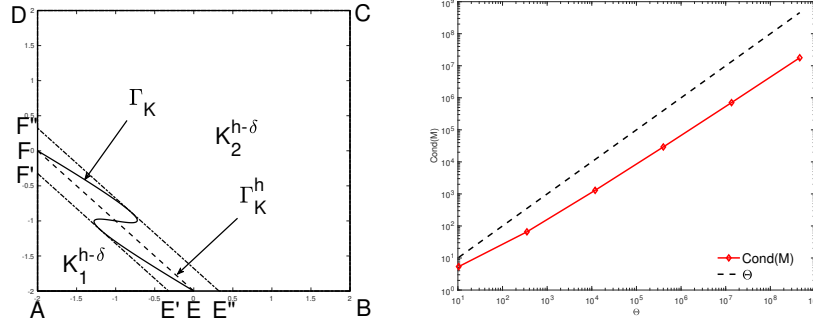 D
C
2
1.5
1
0.5
0
-0.5
-1
-1.5
-2
F"
F
F'
Γ_K
K_2^{h-δ}
Γ_K^h
K_1^{h-δ}
-2 -1.5 -1 -0.5 0 0.5 1 1.5 2
A E' E E" B
10^9
10^8
10^7
10^6
10^5
10^4
10^3
10^2
10^1
10^0
Cond(M)
Cond(M)
Θ
10^1 10^2 10^3 10^4 10^5 10^6 10^7 10^8
Θ